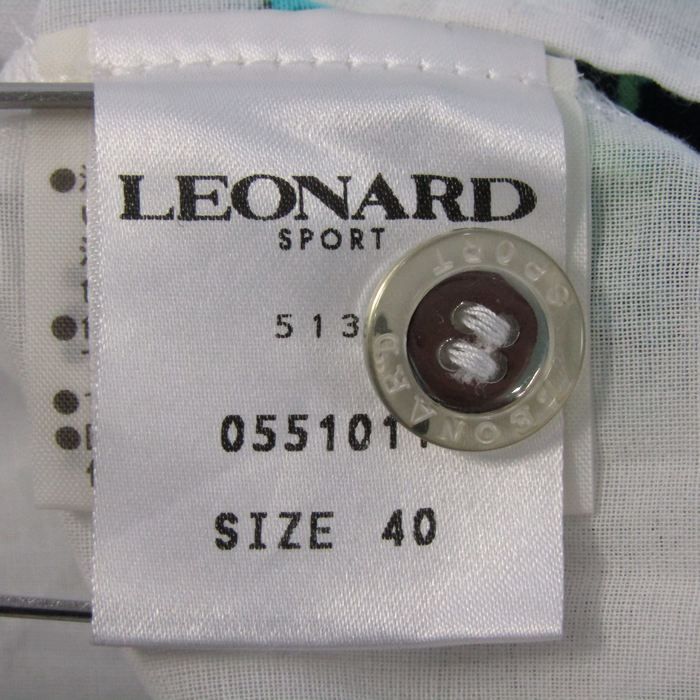 LEONARD
SPORT
513
055101
SIZE 40
LEONARD SPORT